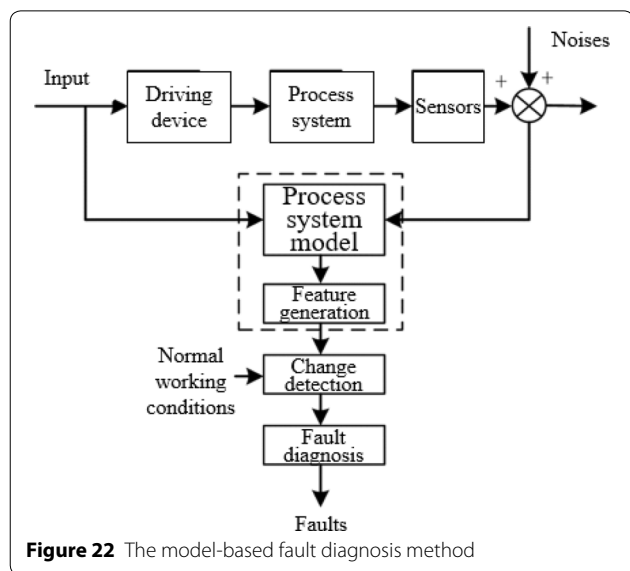 Noises
Input
Driving
device
Process
system
Sensors
+
+
Process
system
model
Feature
generation
Normal
working
conditions
Change
detection
Fault
diagnosis
Faults
Figure 22 The model-based fault diagnosis method